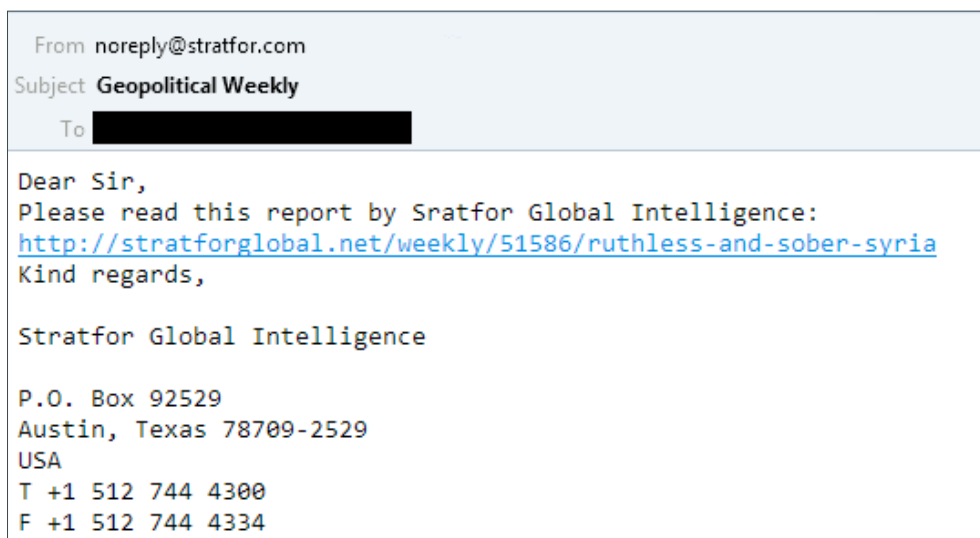 From noreply@stratfor.com
Subject Geopolitical Weekly
To
Dear Sir,
Please read this report by Sratfor Global Intelligence:
http://stratforglobal.net/weekly/51586/ruthless-and-sober-syria
Kind regards,
Stratfor Global Intelligence
P.O. Box 92529
Austin, Texas 78709-2529
USA
T +1 512 744 4300
F +1 512 744 4334